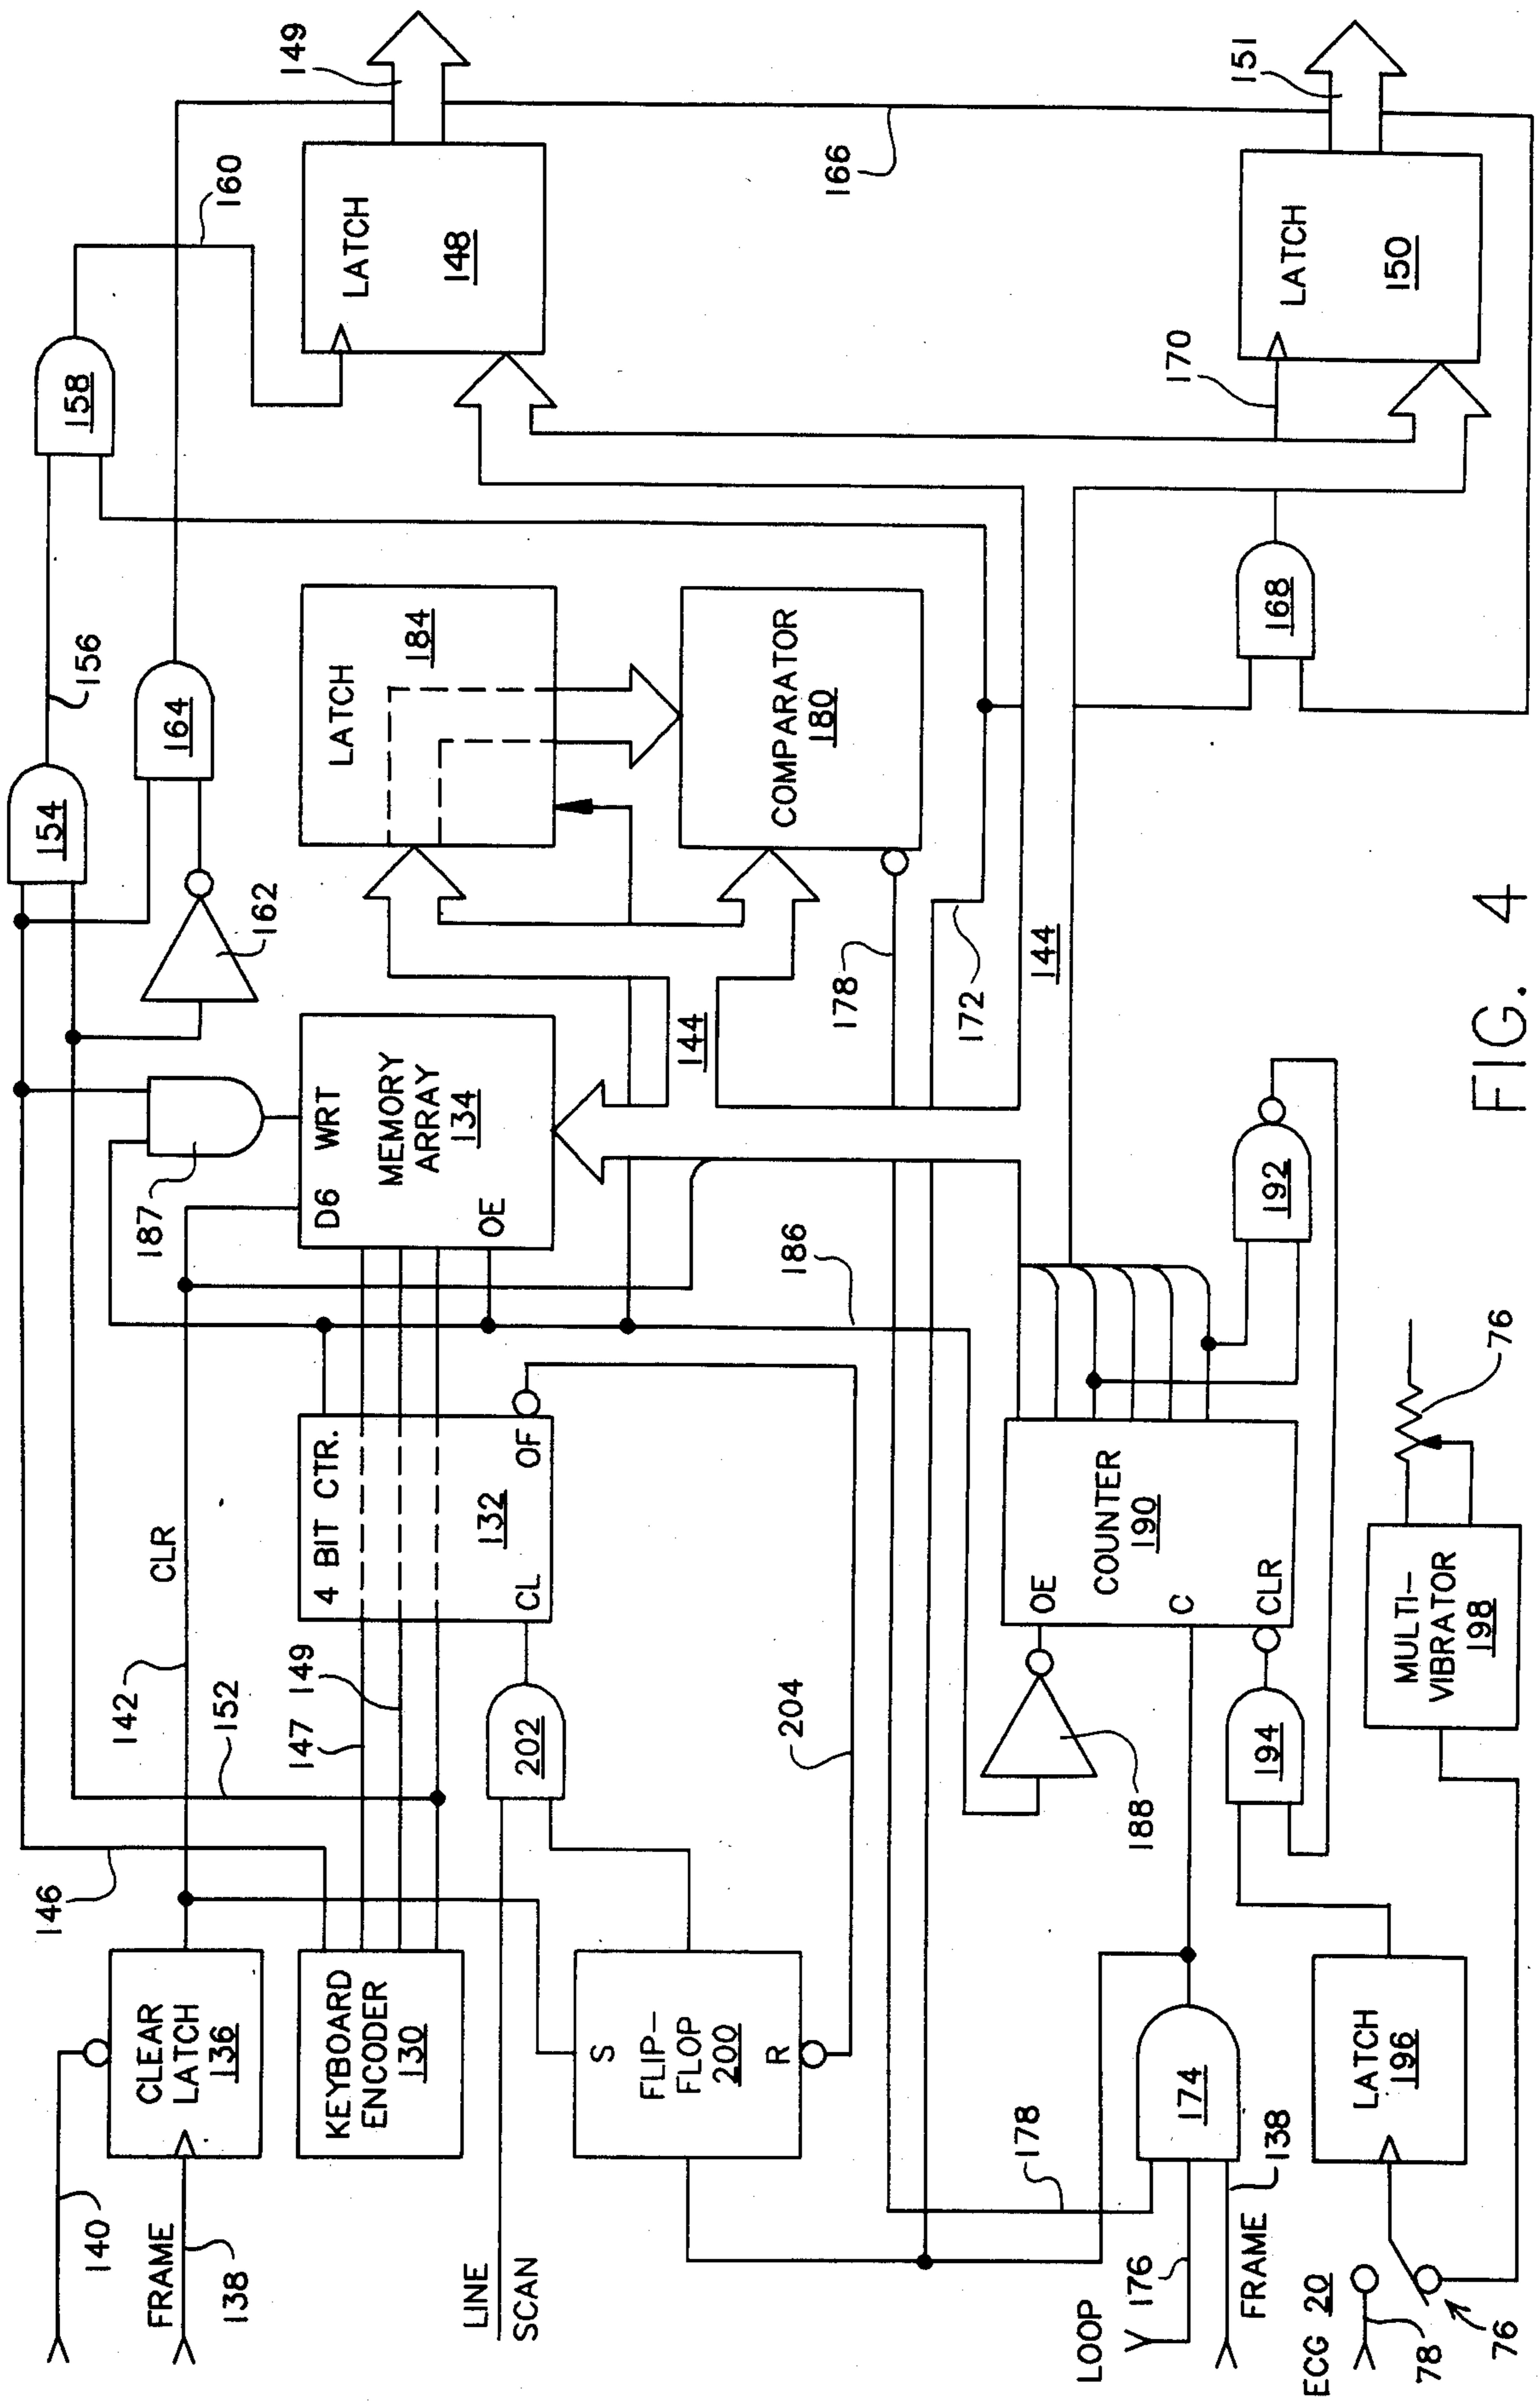 140
FRAME
138
CLEAR
LATCH
136
146
142
CLR
152
KEYBOARD
ENCODER
130
147
149
4 BIT CTR.
132
CL
OF
LINE
SCAN
202
S
FLIP-
FLOP
200
R
204
187
D6
WRT
MEMORY
ARRAY
134
OE
154
156
162
164
158
160
LATCH
184
COMPARATOR
180
144
178
172
186
144
LATCH
148
149
166
170
LATCH
150
151
168
188
OE
COUNTER
190
C
CLR
192
194
178
174
LOOP
176
FRAME
138
LATCH
196
ECG 20
78
76
MULTI-
VIBRATOR
198
76
FIG. 4